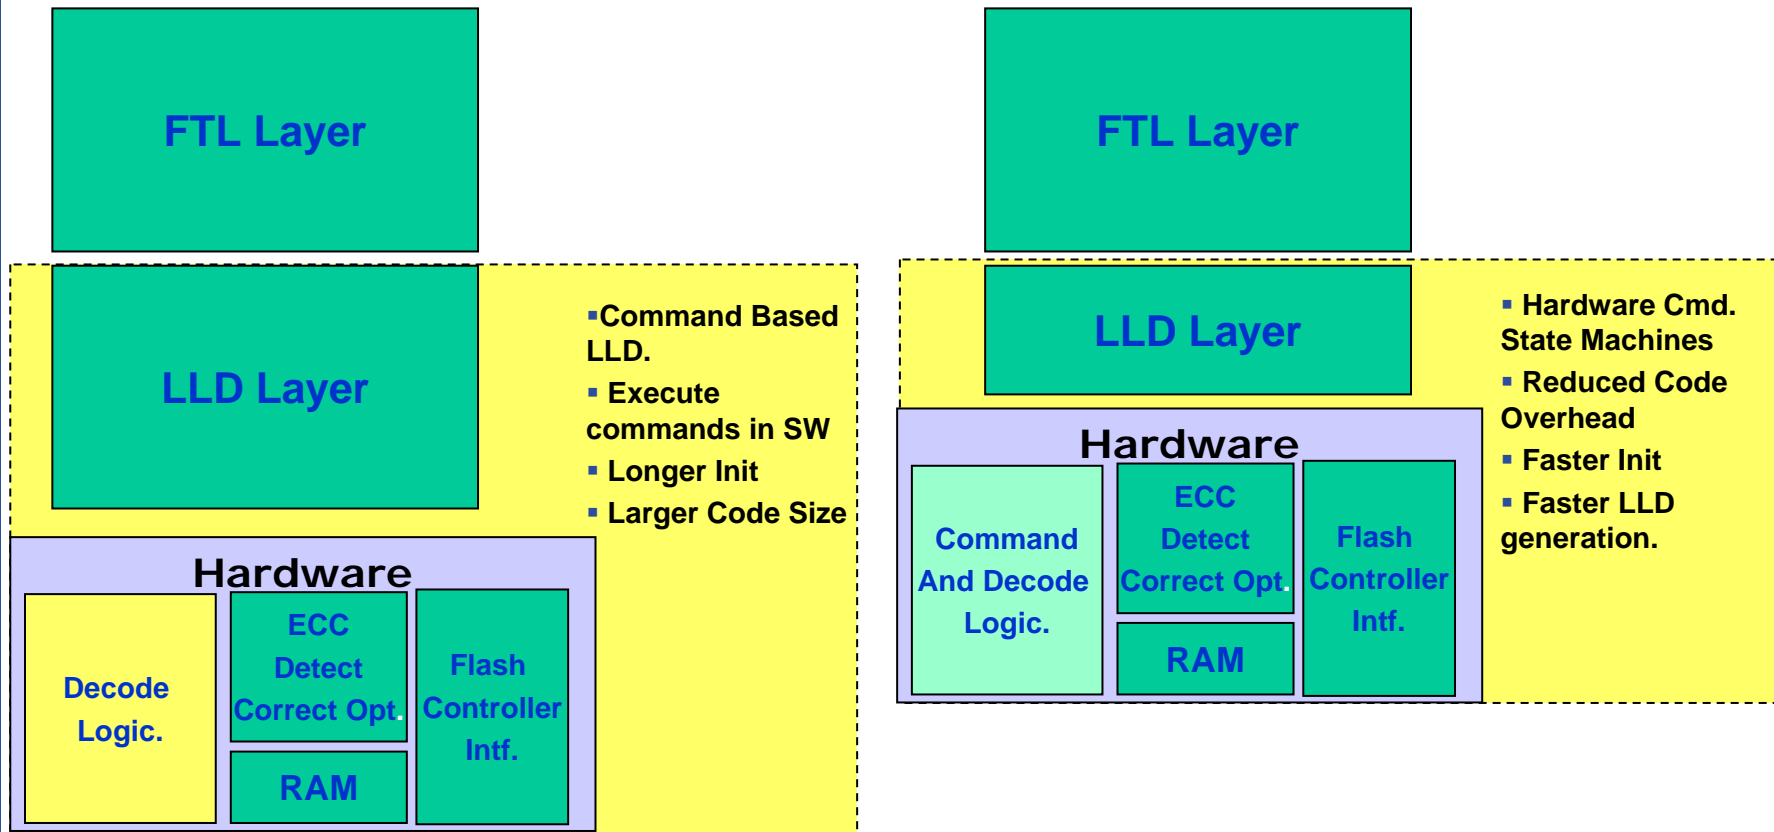 FTL Layer
LLD Layer
▪Command Based
LLD.
▪ Execute
commands in SW
▪ Longer Init
▪ Larger Code Size
Hardware
Decode
Logic.
ECC
Detect
Correct Opt.
RAM
Flash
Controller
Intf.
FTL Layer
LLD Layer
▪ Hardware Cmd.
State Machines
▪ Reduced Code
Overhead
▪ Faster Init
▪ Faster LLD
generation.
Hardware
Command
And Decode
Logic.
ECC
Detect
Correct Opt.
RAM
Flash
Controller
Intf.